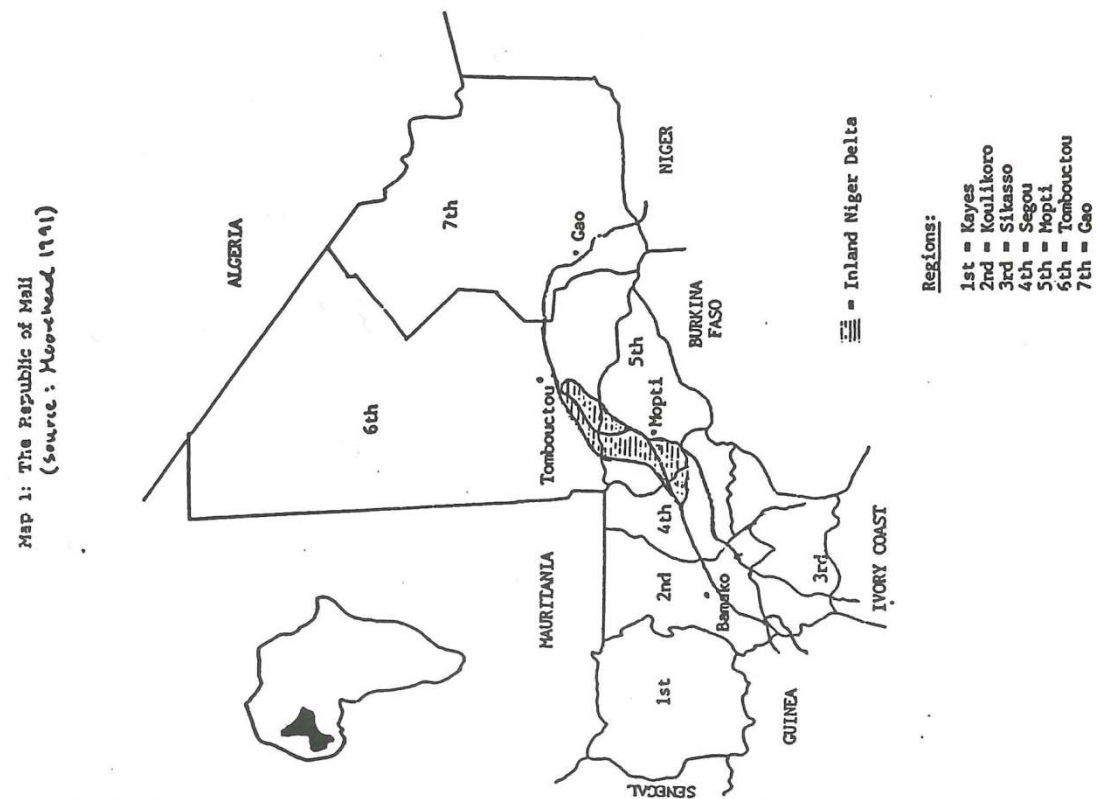 Map 1: The Republic of Mali
(source: Moorehead 1991)
ALGERIA
6th
7th
MAURITANIA
Tombouctou
Gao
NIGER
5th
Mopti
BURKINA
FASO
4th
2nd
Bamako
1st
3rd
SENEGAL
GUINEA
IVORY COAST
= Inland Niger Delta
Regions:
1st = Kayes
2nd = Koulikoro
3rd = Sikasso
4th = Segou
5th = Mopti
6th = Tombouctou
7th = Gao